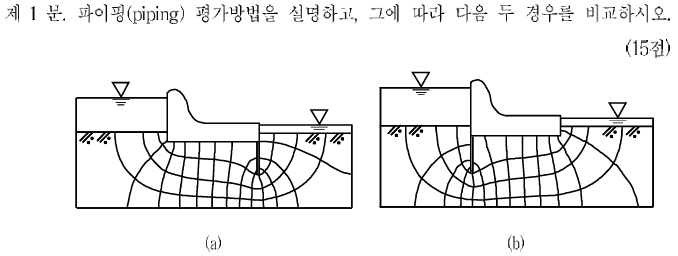 제 1 문. 파이핑(piping) 평가방법을 설명하고, 그에 따라 다음 두 경우를 비교하시오.
(15점)
(a)
(b)